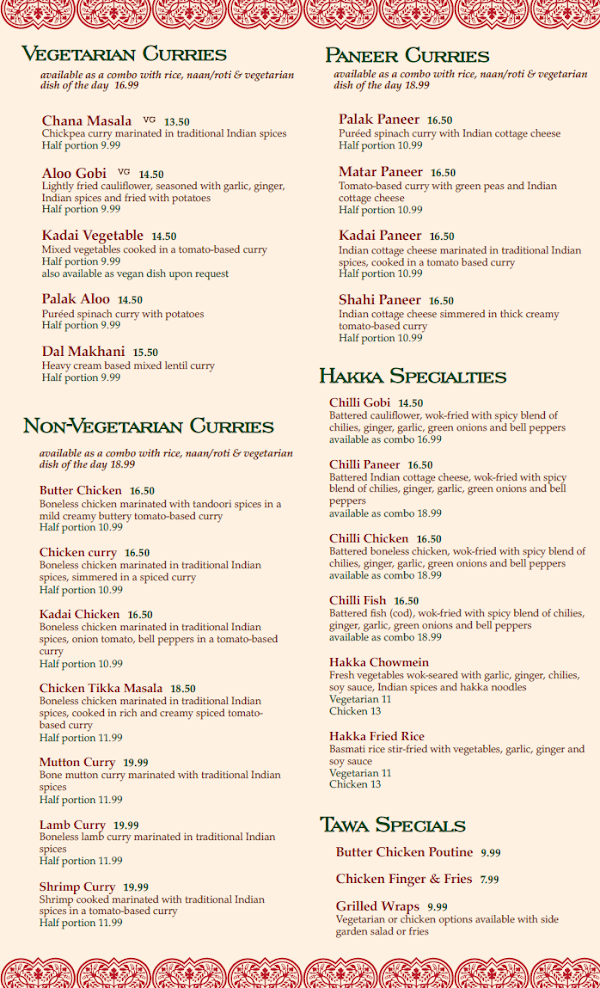 VEGETARIAN CURRIES
available as a combo with rice, naan/roti & vegetarian
dish of the day 16.99
Chana Masala VG 13.50
Chickpea curry marinated in traditional Indian spices
Half portion 9.99
Aloo Gobi VG 14.50
Lightly fried cauliflower, seasoned with garlic, ginger,
Indian spices and fried with potatoes
Half portion 9.99
Kadai Vegetable 14.50
Mixed vegetables cooked in a tomato-based curry
Half portion 9.99
also available as vegan dish upon request
Palak Aloo 14.50
Puréed spinach curry with potatoes
Half portion 9.99
Dal Makhani 15.50
Heavy cream based mixed lentil curry
Half portion 9.99
NON-VEGETARIAN CURRIES
available as a combo with rice, naan/roti & vegetarian
dish of the day 18.99
Butter Chicken 16.50
Boneless chicken marinated with tandoori spices in a
mild creamy buttery tomato-based curry
Half portion 10.99
Chicken curry 16.50
Boneless chicken marinated in traditional Indian
spices, simmered in a spiced curry
Half portion 10.99
Kadai Chicken 16.50
Boneless chicken marinated in traditional Indian
spices, onion tomato, bell peppers in a tomato-based
curry
Half portion 10.99
Chicken Tikka Masala 18.50
Boneless chicken marinated in traditional Indian
spices, cooked in rich and creamy spiced tomato-
based curry
Half portion 11.99
Mutton Curry 19.99
Bone mutton curry marinated with traditional Indian
spices
Half portion 11.99
Lamb Curry 19.99
Boneless lamb curry marinated in traditional Indian
spices
Half portion 11.99
Shrimp Curry 19.99
Shrimp cooked marinated with traditional Indian
spices in a tomato-based curry
Half portion 11.99
PANEER CURRIES
available as a combo with rice, naan/roti & vegetarian
dish of the day 18.99
Palak Paneer 16.50
Puréed spinach curry with Indian cottage cheese
Half portion 10.99
Matar Paneer 16.50
Tomato-based curry with green peas and Indian
cottage cheese
Half portion 10.99
Kadai Paneer 16.50
Indian cottage cheese marinated in traditional Indian
spices, cooked in a tomato based curry
Half portion 10.99
Shahi Paneer 16.50
Indian cottage cheese simmered in thick creamy
tomato-based curry
Half portion 10.99
HAKKA SPECIALTIES
Chilli Gobi 14.50
Battered cauliflower, wok-fried with spicy blend of
chilies, ginger, garlic, green onions and bell peppers
available as combo 16.99
Chilli Paneer 16.50
Battered Indian cottage cheese, wok-fried with spicy
blend of chilies, ginger, garlic, green onions and bell
peppers
available as combo 18.99
Chilli Chicken 16.50
Battered boneless chicken, wok-fried with spicy blend of
chilies, ginger, garlic, green onions and bell peppers
available as combo 18.99
Chilli Fish 16.50
Battered fish (cod), wok-fried with spicy blend of chilies,
ginger, garlic, green onions and bell peppers
available as combo 18.99
Hakka Chowmein
Fresh vegetables wok-seared with garlic, ginger, chilies,
soy sauce, Indian spices and hakka noodles
Vegetarian 11
Chicken 13
Hakka Fried Rice
Basmati rice stir-fried with vegetables, garlic, ginger and
soy sauce
Vegetarian 11
Chicken 13
TAWA SPECIALS
Butter Chicken Poutine 9.99
Chicken Finger & Fries 7.99
Grilled Wraps 9.99
Vegetarian or chicken options available with side
garden salad or fries